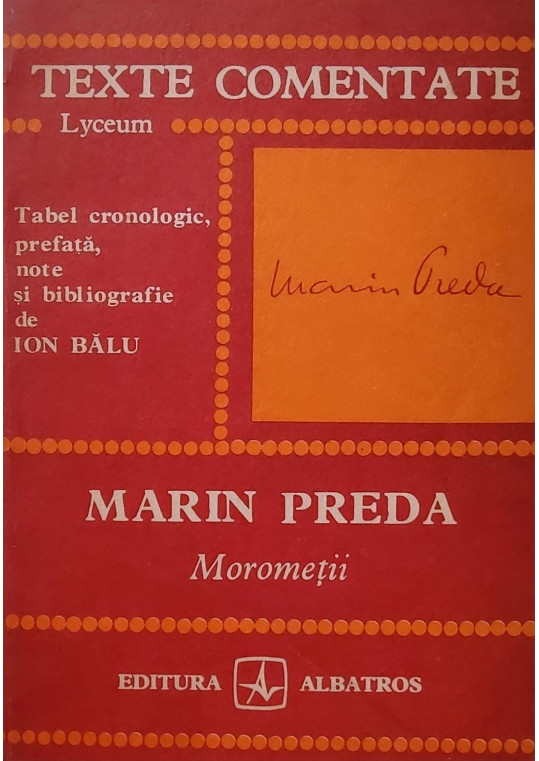 TEXTE COMENTATE
Lyceum
Tabel cronologic,
prefață,
note
și bibliografie
de
ION BĂLU
Marin Preda
MARIN PREDA
Moromeții
EDITURA ALBATROS